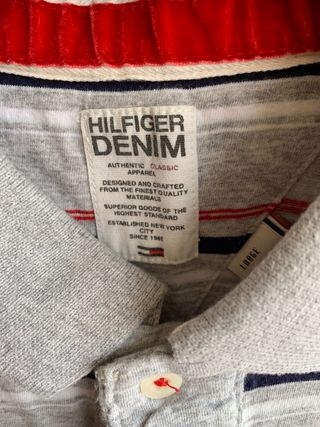 HILFIGER
DENIM
AUTHENTIC CLASSIC
APPAREL
DESIGNED AND CRAFTED
FROM THE FINEST QUALITY
MATERIALS
SUPERIOR GOODS OF THE
HIGHEST STANDARD
ESTABLISHED NEW YORK
CITY
SINCE 1985
LARGE